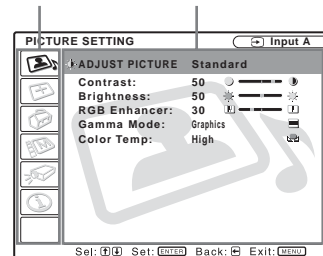 PICTURE SETTING Input A
ADJUST PICTURE Standard
Contrast: 50
Brightness: 50
RGB Enhancer: 30
Gamma Mode: Graphics
Color Temp: High
Sel: Set: ENTER Back: Exit: MENU